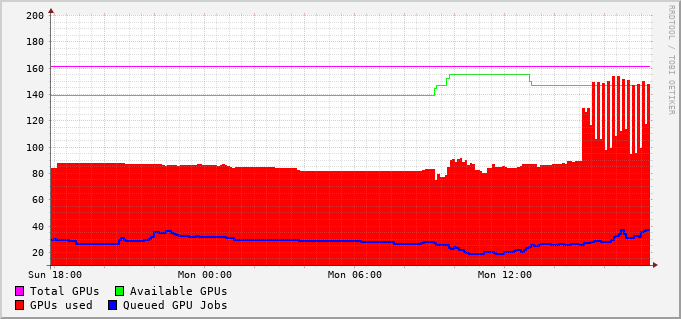 200
180
160
140
120
100
80
60
40
20
Sun 18:00 Mon 00:00 Mon 06:00 Mon 12:00
Total GPUs Available GPUs
GPUs used Queued GPU Jobs
RRDTOOL / TOBI OETIKER